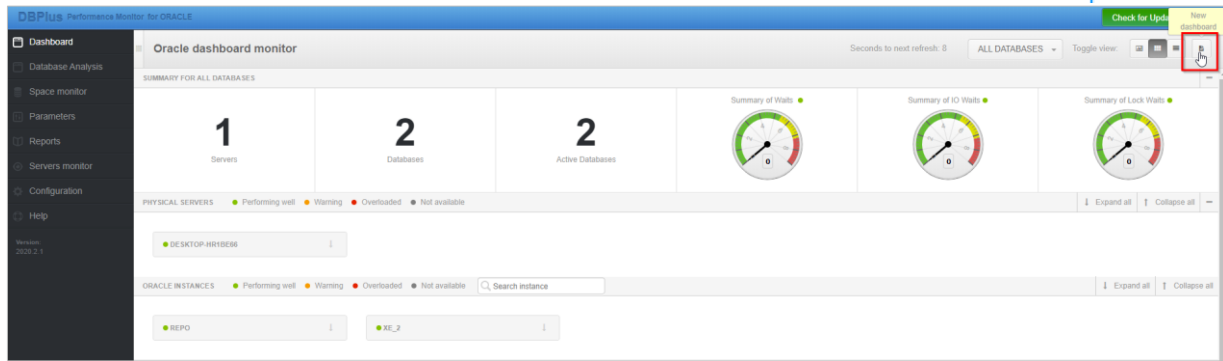 DBPlus Performance Monitor for ORACLE
Check for Upda
New
dashboard
Dashboard
Database Analysis
Space monitor
Parameters
Reports
Servers monitor
Configuration
Help
Version:
2020.2.1
Oracle dashboard monitor
Seconds to next refresh: 8
ALL DATABASES
Toggle view:
SUMMARY FOR ALL DATABASES
1
Servers
2
Databases
2
Active Databases
Summary of Waits
0
Summary of IO Waits
0
Summary of Lock Waits
0
PHYSICAL SERVERS Performing well Warning Overloaded Not available
Expand all Collapse all
DESKTOP-HR1BE66
ORACLE INSTANCES Performing well Warning Overloaded Not available Search instance
Expand all Collapse all
REPO
XE_2